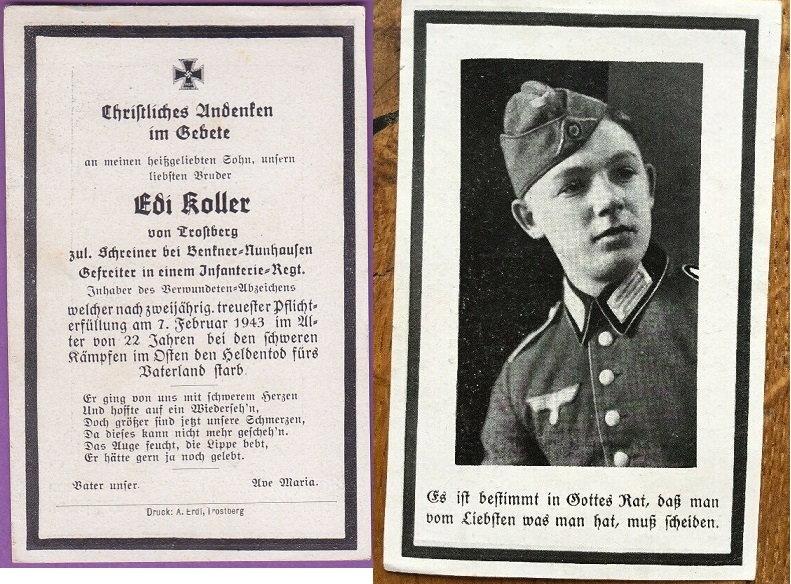 Christliches Andenken
im Gebete
an meinen heißgeliebten Sohn, unsern
liebsten Bruder
Edi Koller
von Trostberg
zul. Schreiner bei Benkner-Nunhausen
Gefreiter in einem Infanterie-Regt.
Inhaber des Verwundeten-Abzeichens
welcher nach zweijährig. treuester Pflicht-
erfüllung am 7. Februar 1943 im Al-
ter von 22 Jahren bei den schweren
Kämpfen im Osten den Heldentod fürs
Vaterland starb.
Er ging von uns mit schwerem Herzen
Und hoffte auf ein Wiederseh'n,
Doch größer sind jetzt unsere Schmerzen,
Da dieses kann nicht mehr gescheh'n.
Das Auge feucht, die Lippe bebt,
Er hätte gern ja noch gelebt.
Vater unser. Ave Maria.
Druck: A. Erdl, Trostberg
Es ist bestimmt in Gottes Rat, daß man
vom Liebsten was man hat, muß scheiden.